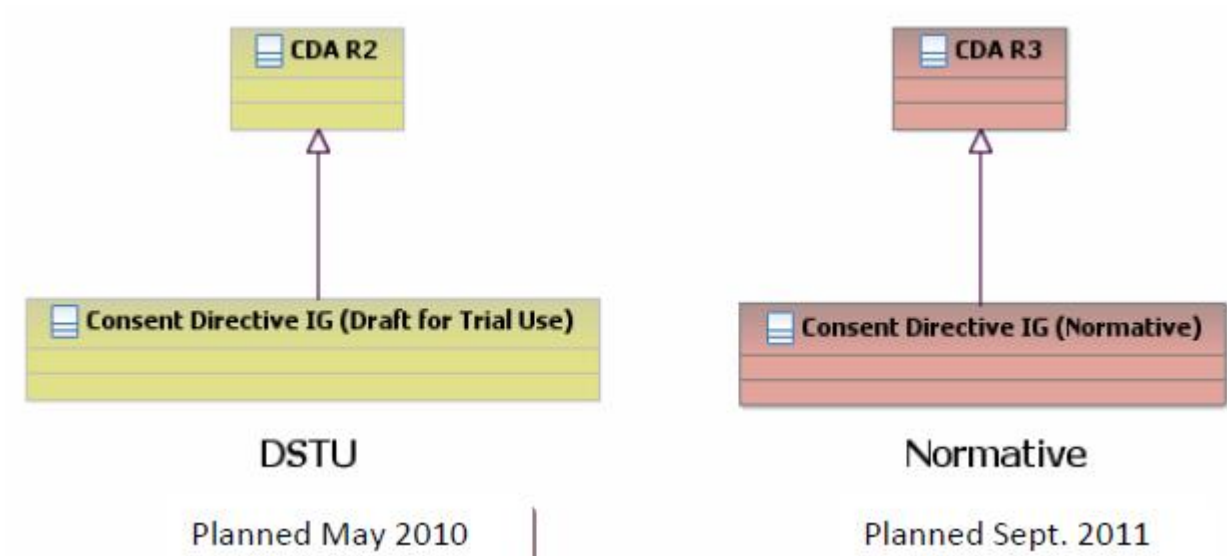 CDA R2
CDA R3
Consent Directive IG (Draft for Trial Use)
Consent Directive IG (Normative)
DSTU
Normative
Planned May 2010
Planned Sept. 2011